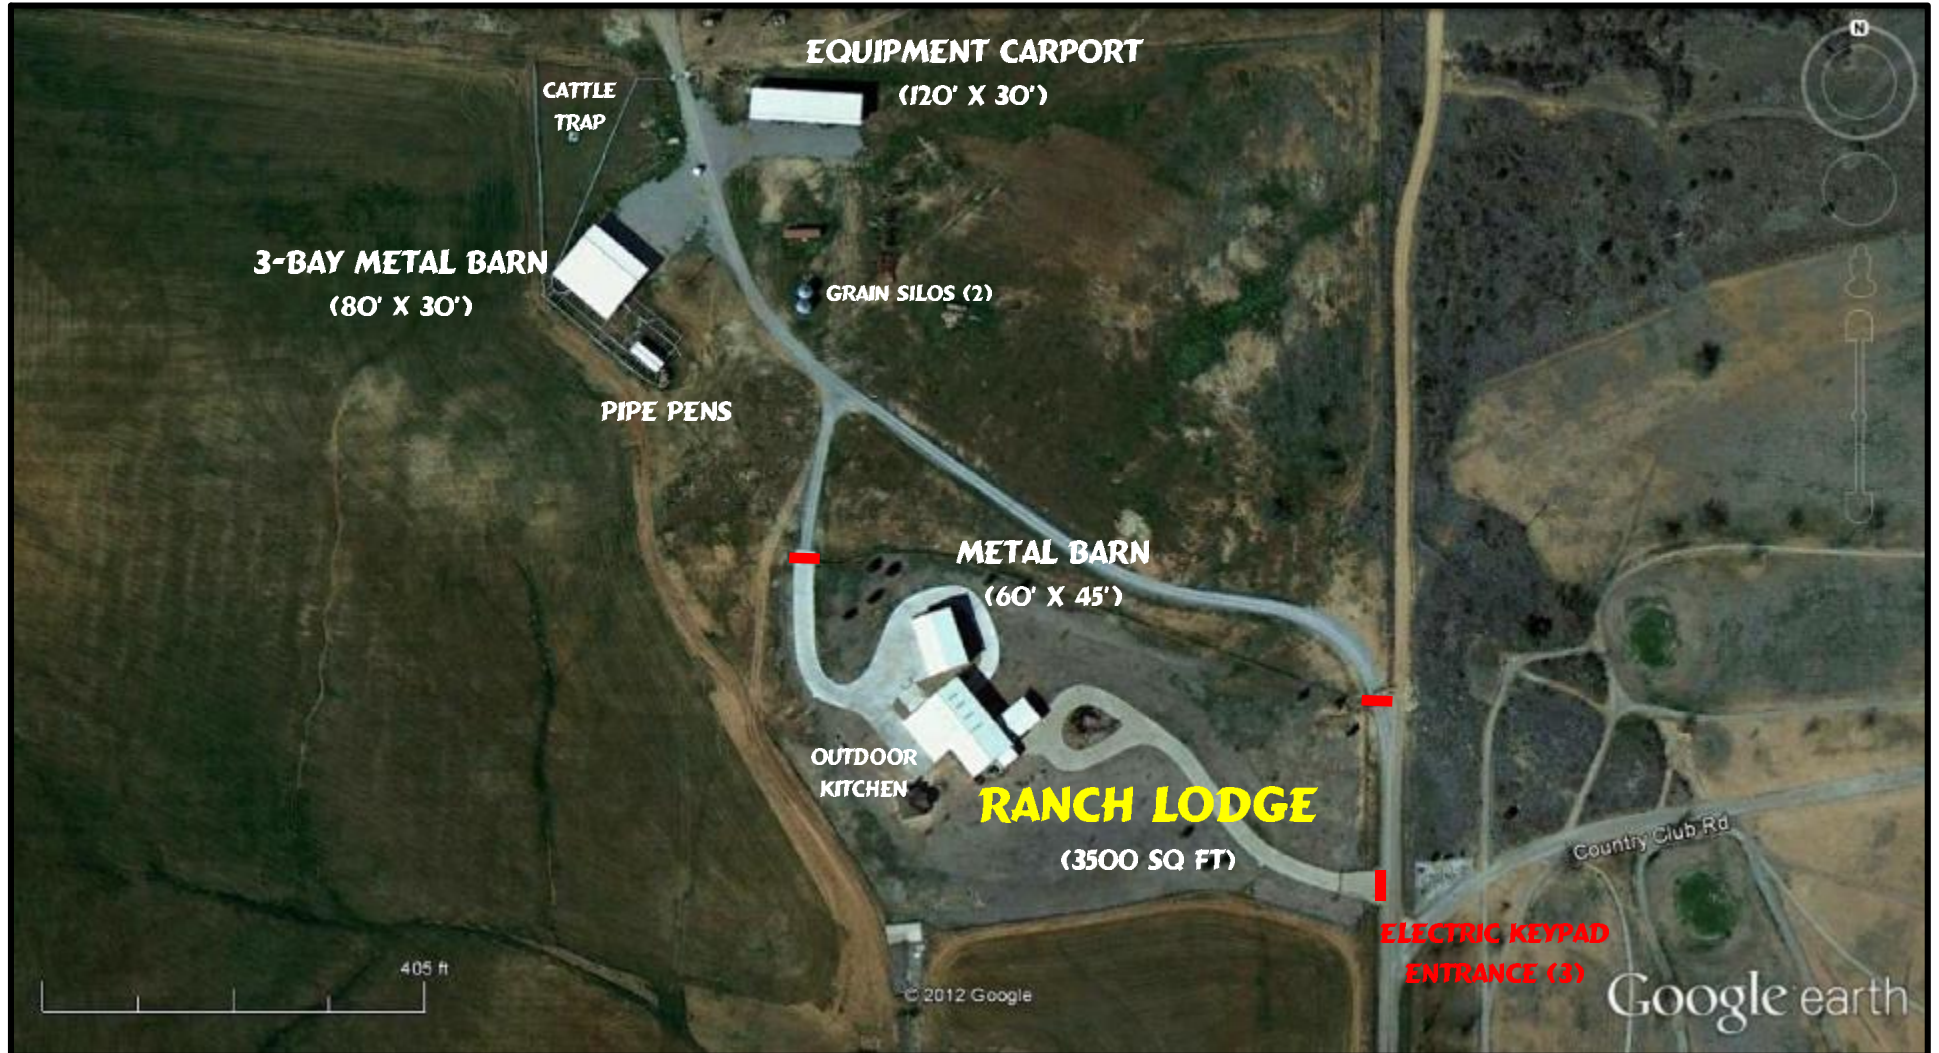 N
EQUIPMENT CARPORT
(120' X 30')
CATTLE
TRAP
3-BAY METAL BARN
(80' X 30')
GRAIN SILOS (2)
PIPE PENS
METAL BARN
(60' X 45')
OUTDOOR
KITCHEN
RANCH LODGE
(3500 SQ FT)
Country Club Rd
ELECTRIC KEYPAD
ENTRANCE (3)
405 ft
© 2012 Google
Google earth